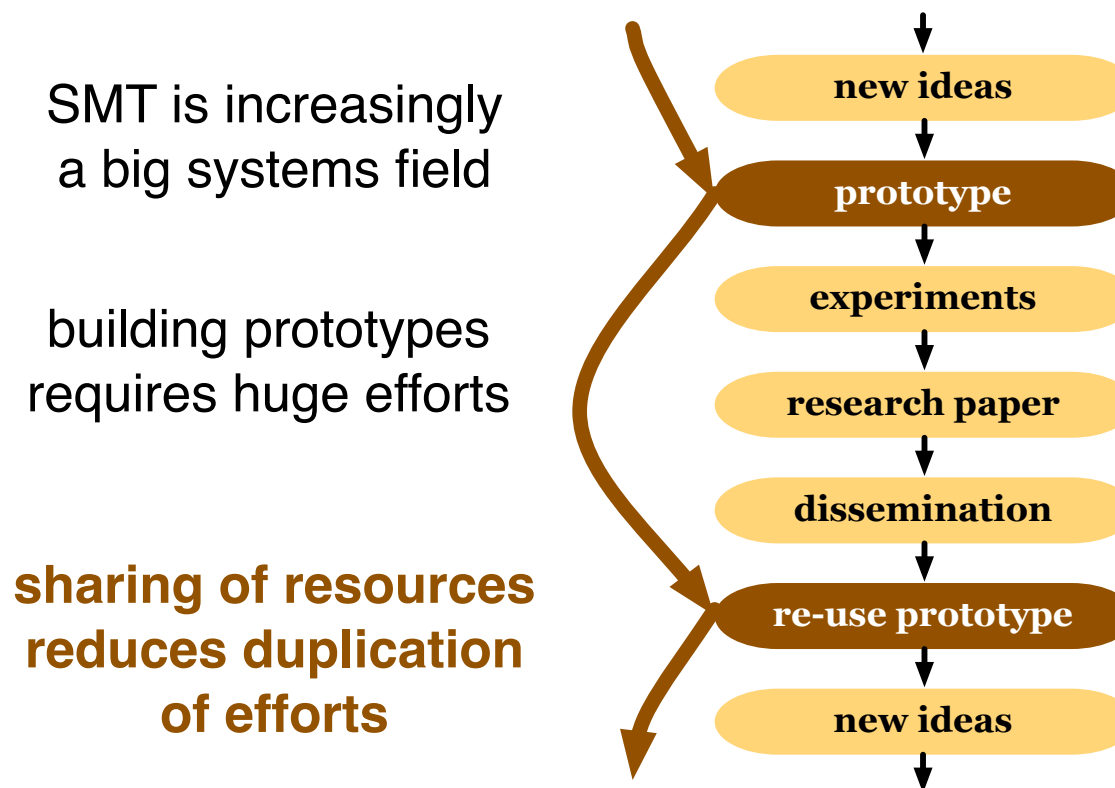 SMT is increasingly
a big systems field
building prototypes
requires huge efforts
sharing of resources
reduces duplication
of efforts
new ideas
prototype
experiments
research paper
dissemination
re-use prototype
new ideas